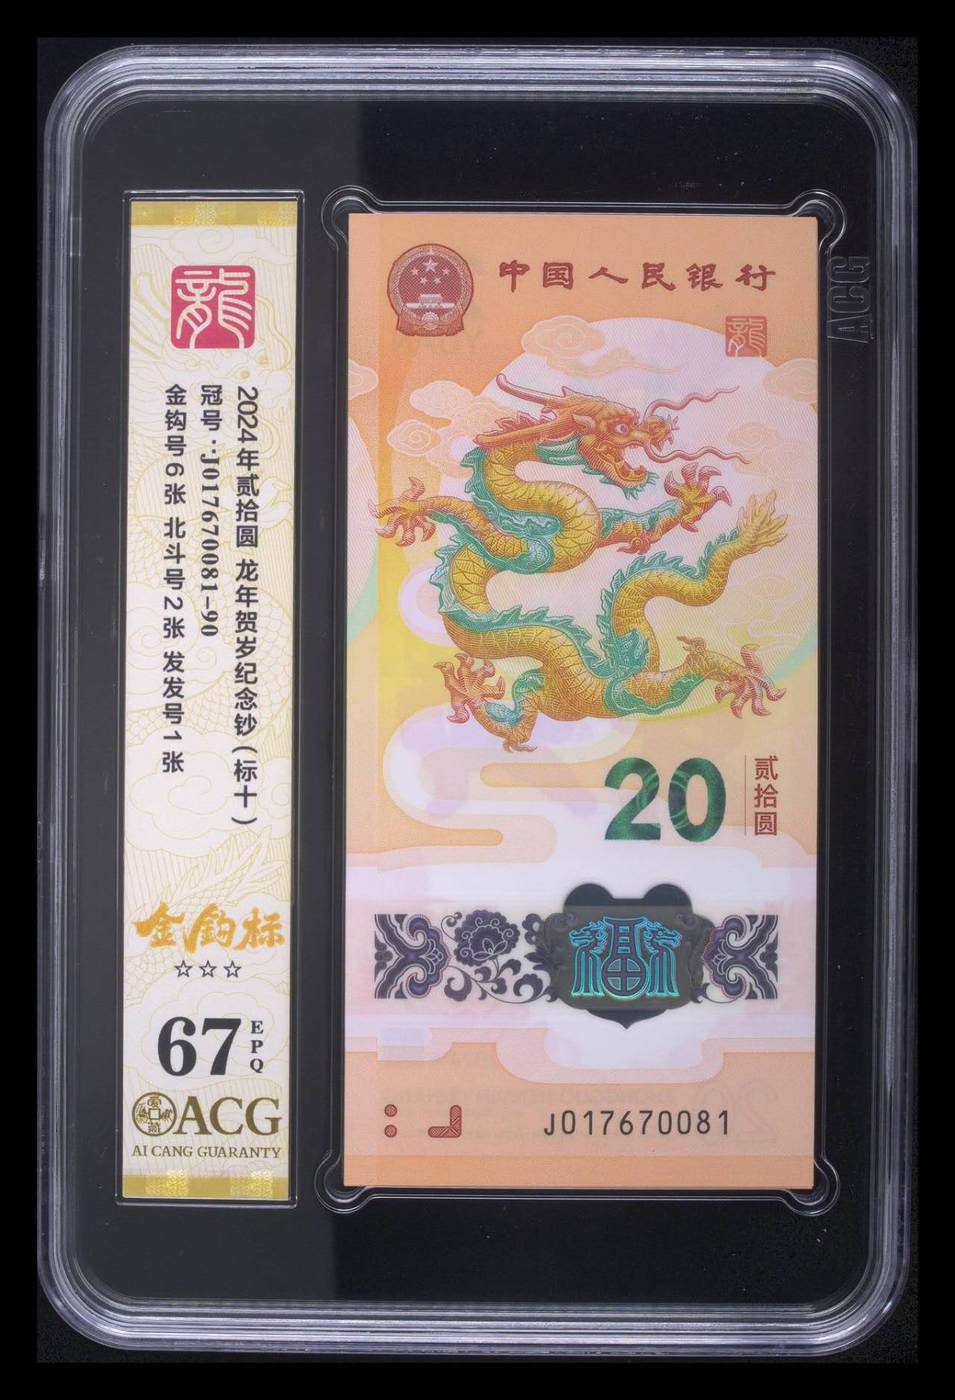 龍
2024年贰拾圆 龙年贺岁纪念钞(标十)
冠号:J017670081-90
金钩号6张 北斗号2张 发发号1张
金钩标
☆☆☆
67 EPQ
ACG
AI CANG GUARANTY
中国人民银行
龍
20
贰拾圆
福
J017670081
ACG